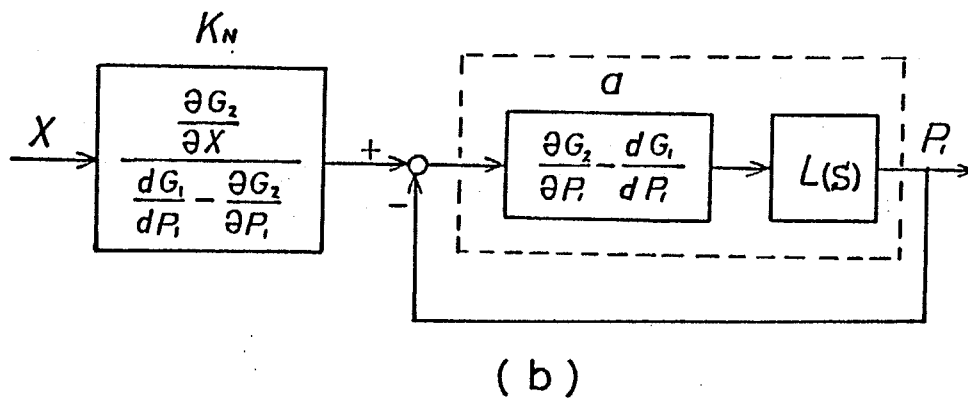 K_N
X
∂G₂
∂X
dG₁/dP₁ - ∂G₂/∂P₁
+
-
a
∂G₂/∂P₁ - dG₁/dP₁
L(S)
P₁
(b)